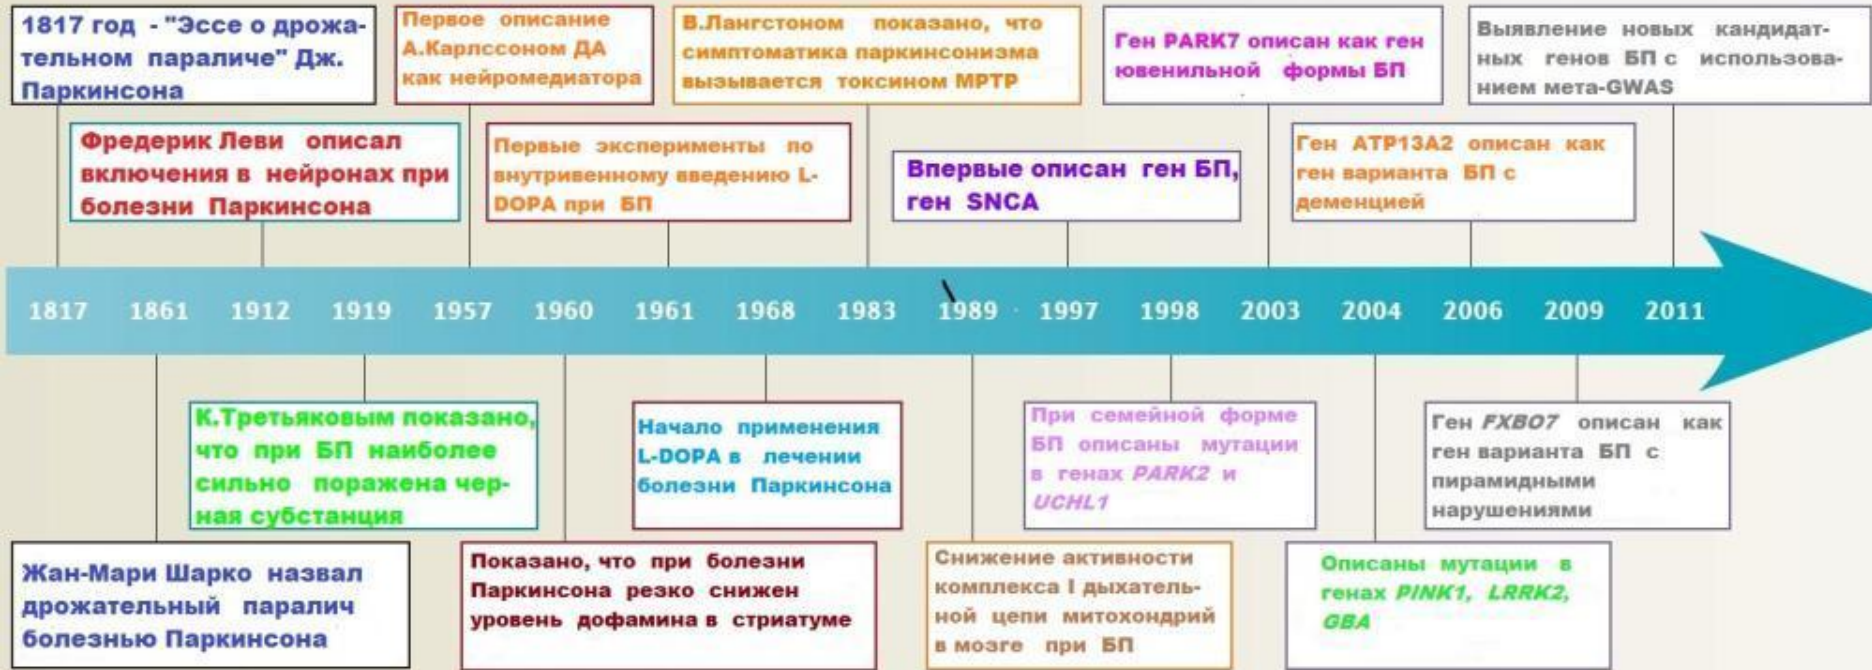 1817 год - "Эссе о дрожа-
тельном параличе" Дж.
Паркинсона
Первое описание
А.Карлссоном ДА
как нейромедиатора
В.Лангстоном показано, что
симптоматика паркинсонизма
вызывается токсином МРТР
Ген PARK7 описан как ген
ювенильной формы БП
Выявление новых кандидат-
ных генов БП с использова-
нием мета-GWAS
Фредерик Леви описал
включения в нейронах при
болезни Паркинсона
Первые эксперименты по
внутривенному введению L-
DOPA при БП
Впервые описан ген БП,
ген SNCA
Ген ATP13A2 описан как
ген варианта БП с
деменцией
1817 1861 1912 1919 1957 1960 1961 1968 1983 1989 1997 1998 2003 2004 2006 2009 2011
К.Третьяковым показано,
что при БП наиболее
сильно поражена чер-
ная субстанция
Начало применения
L-DOPA в лечении
болезни Паркинсона
При семейной форме
БП описаны мутации
в генах PARK2 и
UCHL1
Ген FXBO7 описан как
ген варианта БП с
пирамидными
нарушениями
Жан-Мари Шарко назвал
дрожательный паралич
болезнью Паркинсона
Показано, что при болезни
Паркинсона резко снижен
уровень дофамина в стриатуме
Снижение активности
комплекса I дыхатель-
ной цепи митохондрий
в мозге при БП
Описаны мутации в
генах PINK1, LRRK2,
GBA